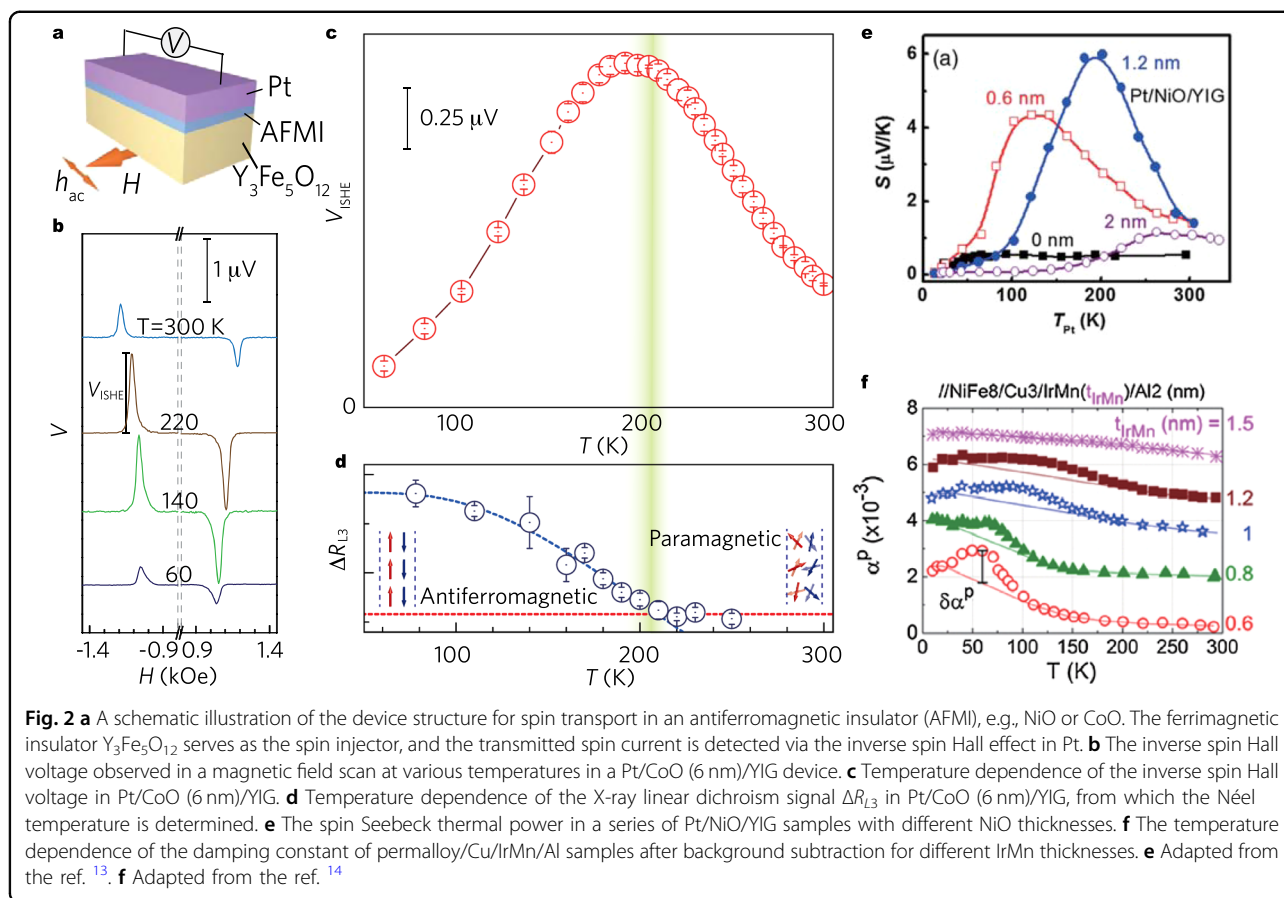 a
V
Pt
AFMI
Y3Fe5O12
hac
H
b
1 μV
T=300 K
VISHE
220
140
60
V
-1.4
-0.9
0.9
1.4
H (kOe)
c
0.25 μV
VISHE
0
100
200
300
T (K)
d
ΔRL3
Paramagnetic
Antiferromagnetic
100
200
300
T (K)
e
(a)
6
4
2
0
S (μV/K)
1.2 nm
Pt/NiO/YIG
0.6 nm
2 nm
0 nm
100
200
300
TPt (K)
f
//NiFe8/Cu3/IrMn(tIrMn)/Al2 (nm)
8
6
4
2
0
αp (x10−3)
tIrMn (nm) = 1.5
1.2
1
0.8
0.6
δαp
0 50 100 150 200 250 300
T (K)
Fig. 2 a A schematic illustration of the device structure for spin transport in an antiferromagnetic insulator (AFMI), e.g., NiO or CoO. The ferrimagnetic
insulator Y3Fe5O12 serves as the spin injector, and the transmitted spin current is detected via the inverse spin Hall effect in Pt. b The inverse spin Hall
voltage observed in a magnetic field scan at various temperatures in a Pt/CoO (6 nm)/YIG device. c Temperature dependence of the inverse spin Hall
voltage in Pt/CoO (6 nm)/YIG. d Temperature dependence of the X-ray linear dichroism signal ΔRL3 in Pt/CoO (6 nm)/YIG, from which the Néel
temperature is determined. e The spin Seebeck thermal power in a series of Pt/NiO/YIG samples with different NiO thicknesses. f The temperature
dependence of the damping constant of permalloy/Cu/IrMn/Al samples after background subtraction for different IrMn thicknesses. e Adapted from
the ref. 13. f Adapted from the ref. 14